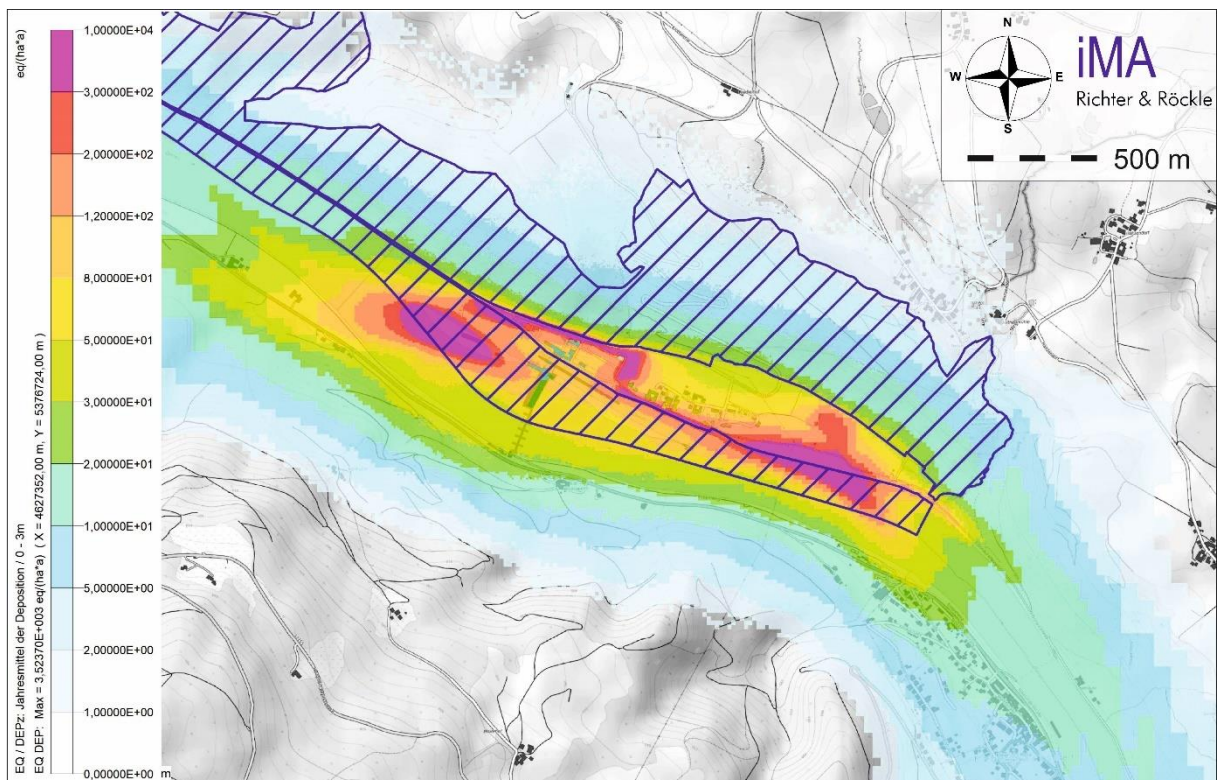 eq/(ha*a)
1,00000E+04
3,00000E+02
2,00000E+02
1,20000E+02
8,00000E+01
5,00000E+01
3,00000E+01
2,00000E+01
1,00000E+01
5,00000E+00
2,00000E+00
1,00000E+00
0,00000E+00
m
EQ / DEPz: Jahresmittel der Deposition / 0 - 3m
EQ DEP: Max = 3,52370E+003 eq/(ha*a) ( X = 4627352,00 m, Y = 5376724,00 m )
N
W
E
S
iMA
Richter & Röckle
500 m